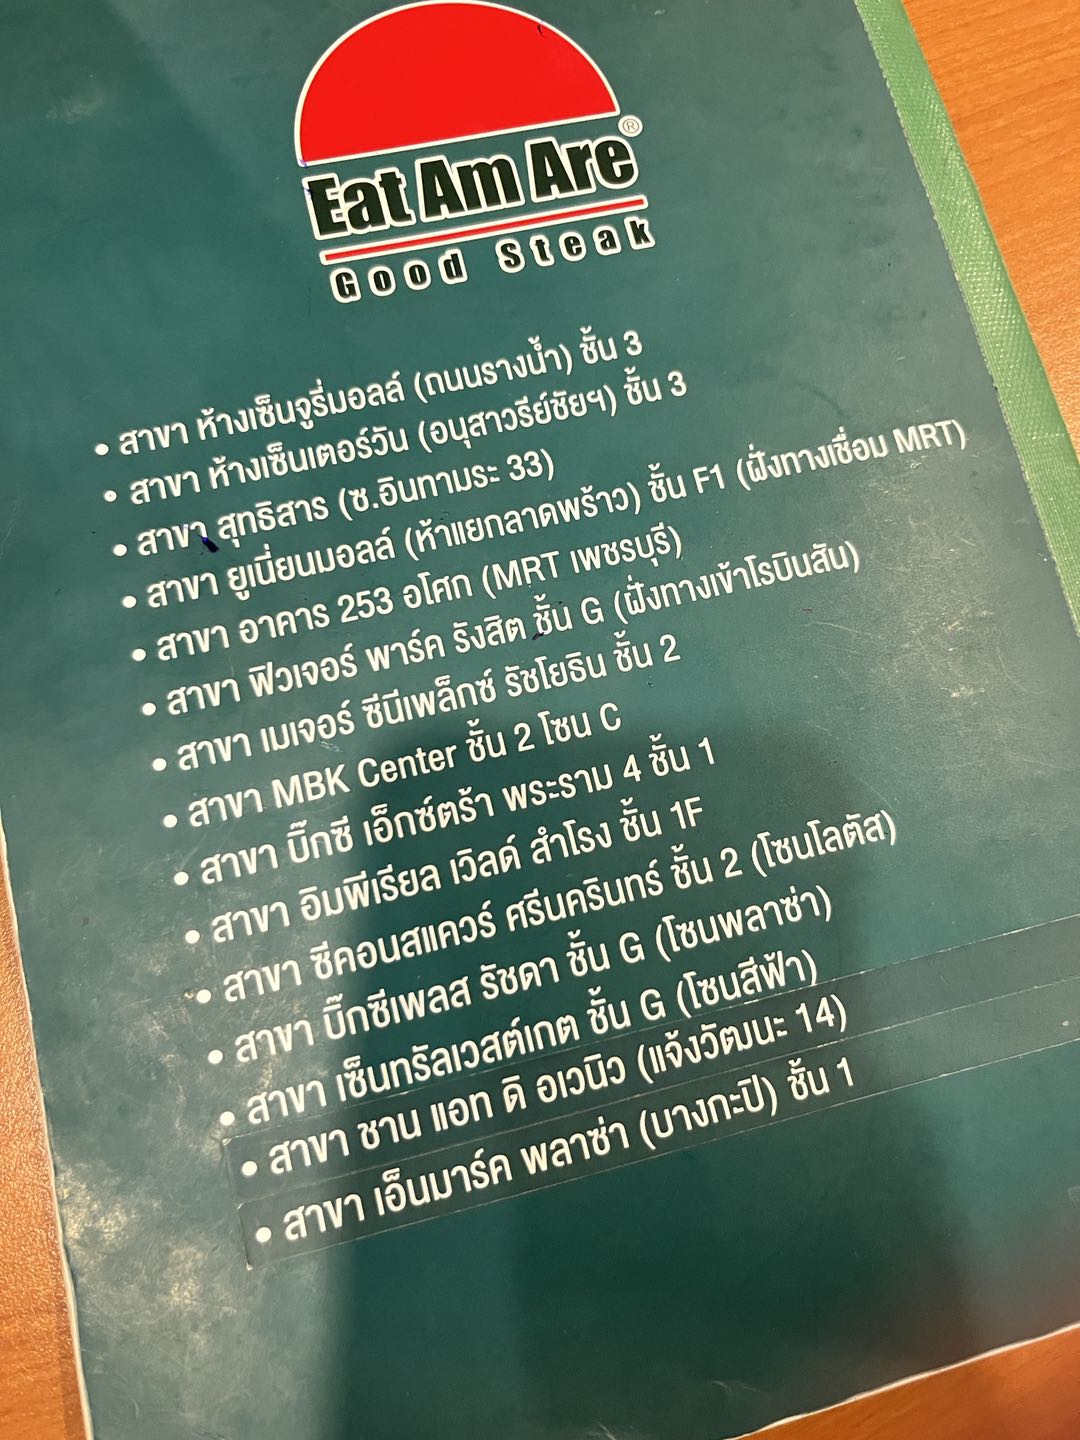 Eat Am Are®
Good Steak
• สาขา ห้างเซ็นจูรี่มอลล์ (ถนนรางน้ำ) ชั้น 3
• สาขา ห้างเซ็นเตอร์วัน (อนุสาวรีย์ชัยฯ) ชั้น 3
• สาขา สุทธิสาร (ซ.อินทามระ 33)
• สาขา ยูเนี่ยนมอลล์ (ห้าแยกลาดพร้าว) ชั้น F1 (ฝั่งทางเชื่อม MRT)
• สาขา อาคาร 253 อโศก (MRT เพชรบุรี)
• สาขา ฟิวเจอร์ พาร์ค รังสิต ชั้น G (ฝั่งทางเข้าโรบินสัน)
• สาขา เมเจอร์ ซีนีเพล็กซ์ รัชโยธิน ชั้น 2
• สาขา MBK Center ชั้น 2 โซน C
• สาขา บิ๊กซี เอ็กซ์ตร้า พระราม 4 ชั้น 1
• สาขา อิมพีเรียล เวิลด์ สำโรง ชั้น 1F
• สาขา ซีคอนสแควร์ ศรีนครินทร์ ชั้น 2 (โซนโลตัส)
• สาขา บิ๊กซีเพลส รัชดา ชั้น G (โซนพลาซ่า)
• สาขา เซ็นทรัลเวสต์เกต ชั้น G (โซนสีฟ้า)
• สาขา ชาน แอท ดิ อเวนิว (แจ้งวัฒนะ 14)
• สาขา เอ็นมาร์ค พลาซ่า (บางกะปิ) ชั้น 1